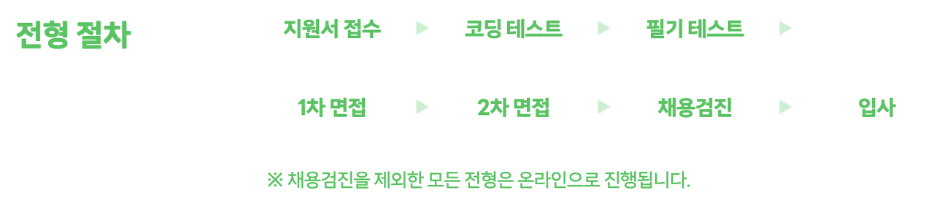 전형 절차
지원서 접수 ▶ 코딩 테스트 ▶ 필기 테스트 ▶
1차 면접 ▶ 2차 면접 ▶ 채용검진 ▶ 입사
※ 채용검진을 제외한 모든 전형은 온라인으로 진행됩니다.